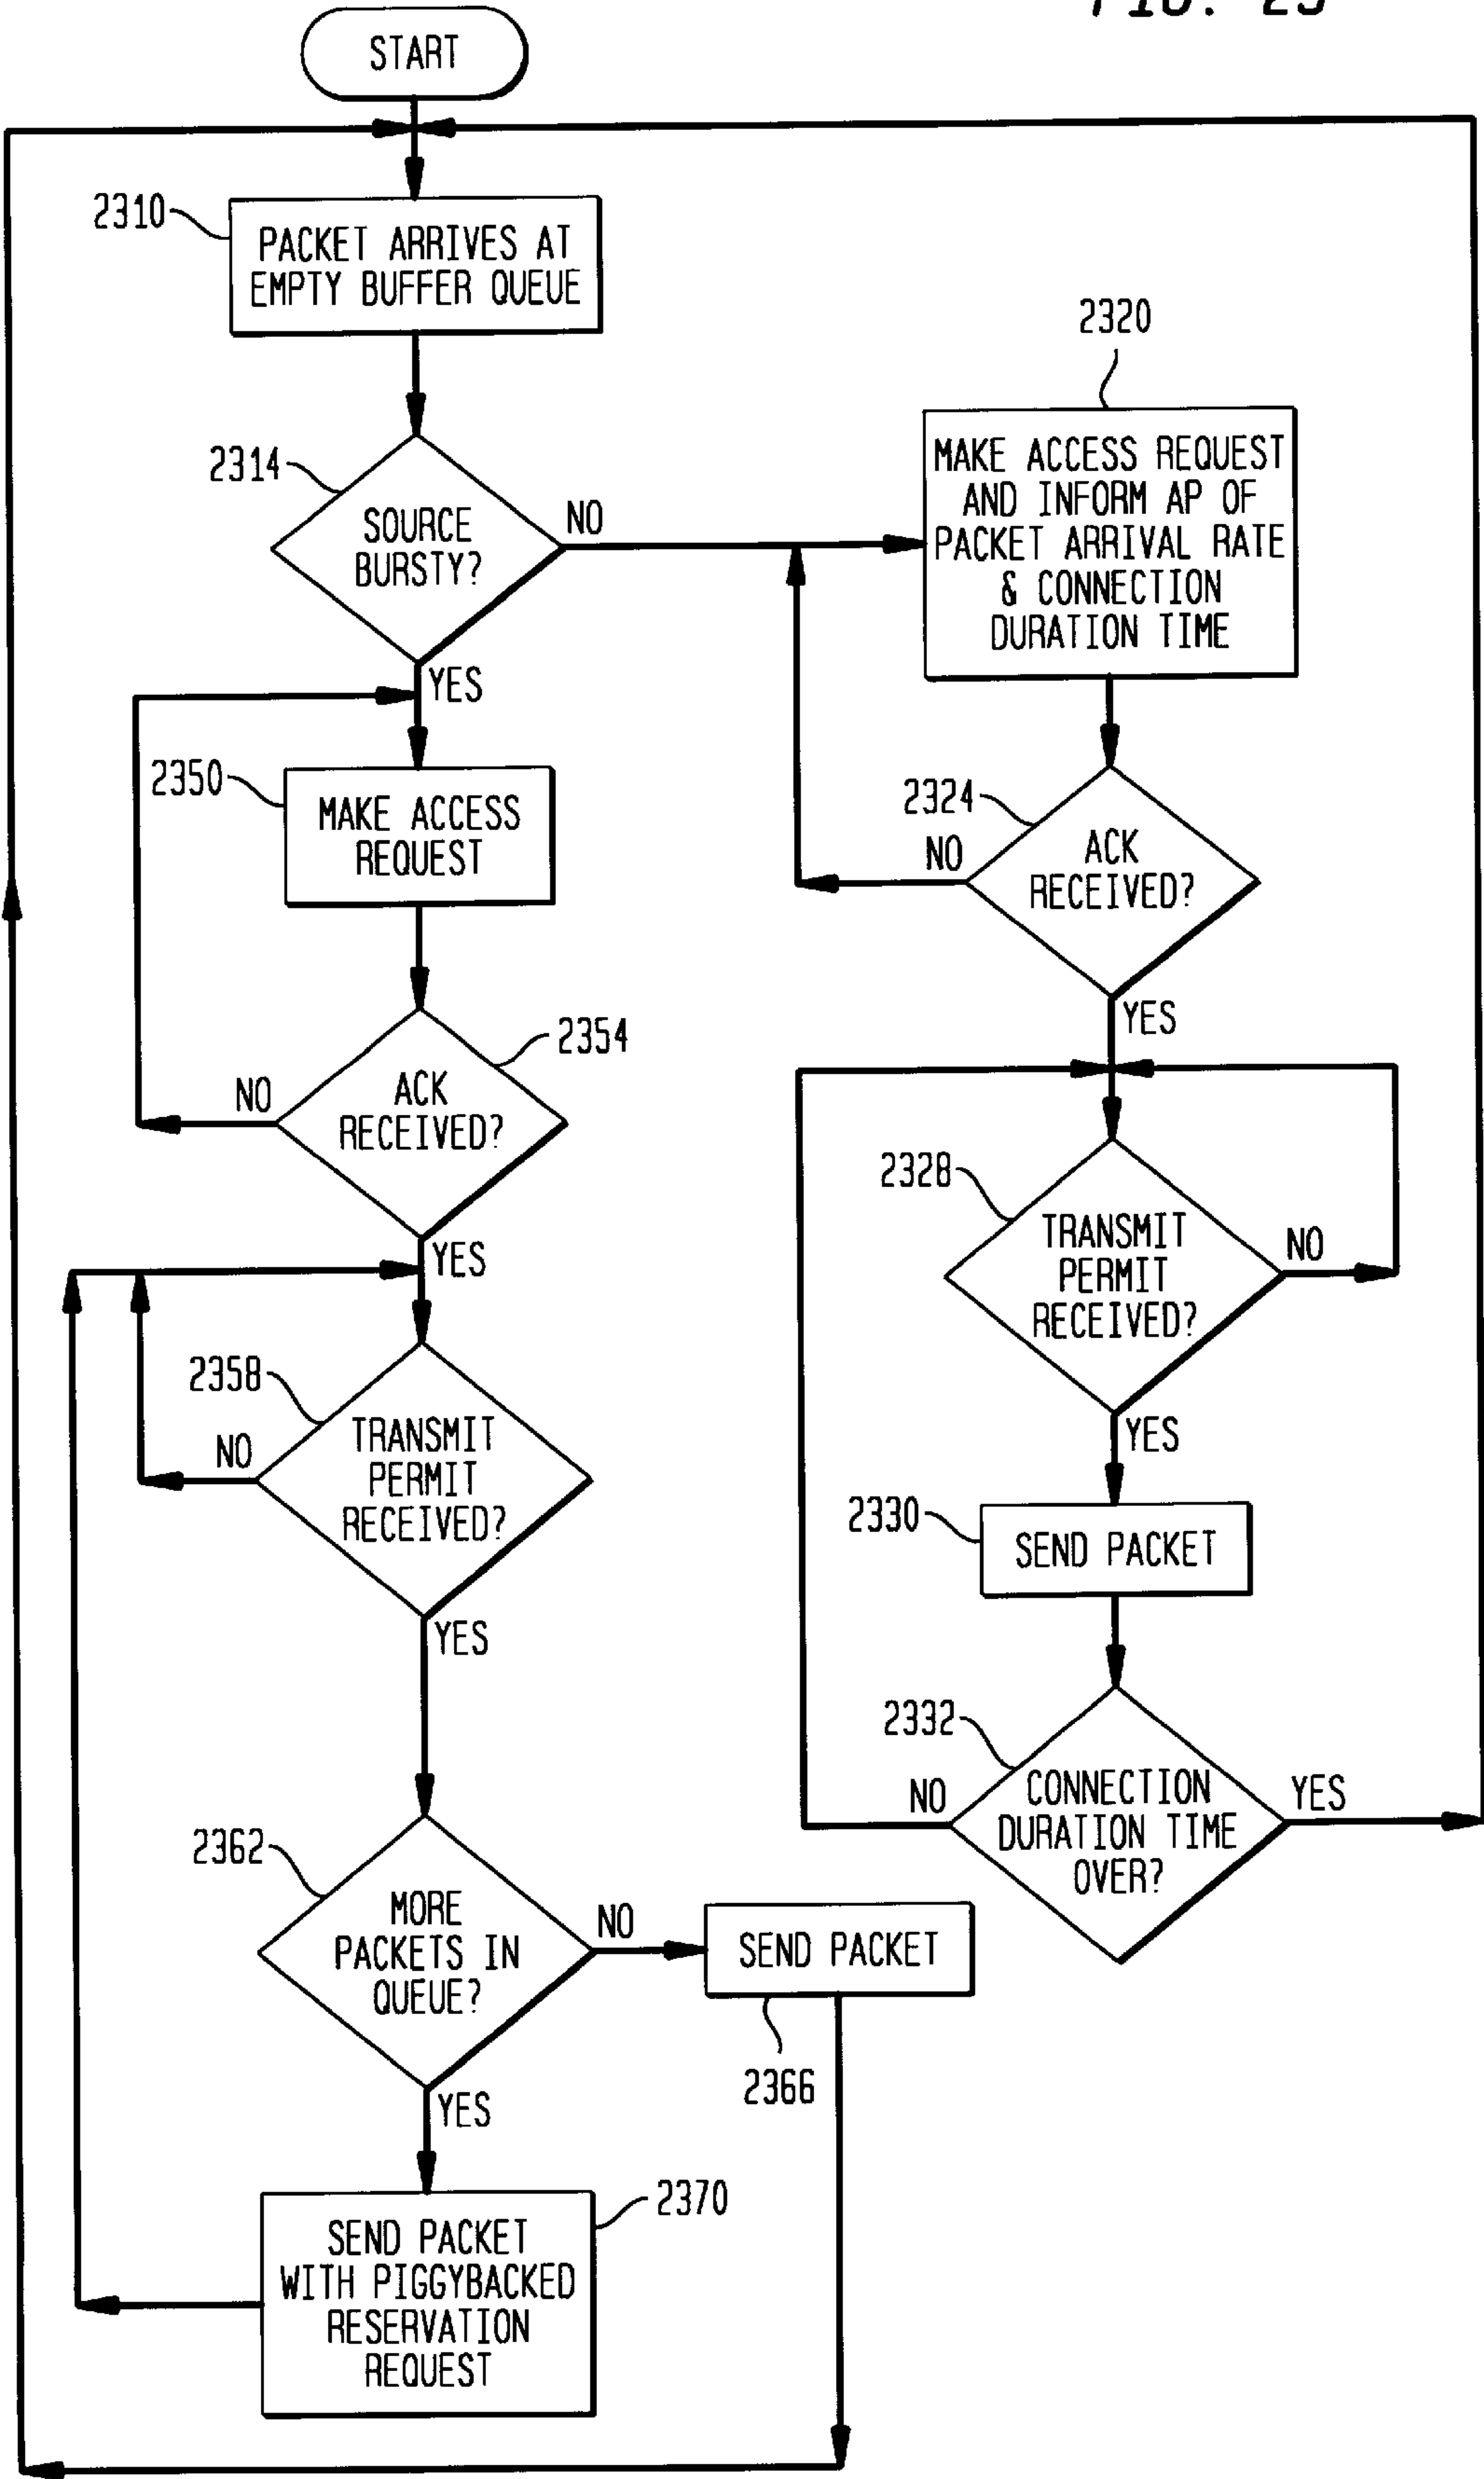 FIG. 23
START
2310
PACKET ARRIVES AT
EMPTY BUFFER QUEUE
2320
MAKE ACCESS REQUEST
AND INFORM AP OF
PACKET ARRIVAL RATE
& CONNECTION
DURATION TIME
2314
SOURCE
BURSTY?
NO
YES
2350
MAKE ACCESS
REQUEST
2324
ACK
RECEIVED?
NO
YES
2354
ACK
RECEIVED?
NO
YES
2328
TRANSMIT
PERMIT
RECEIVED?
NO
YES
2358
TRANSMIT
PERMIT
RECEIVED?
NO
YES
2330
SEND PACKET
2332
CONNECTION
DURATION TIME
OVER?
NO
YES
2362
MORE
PACKETS IN
QUEUE?
NO
YES
SEND PACKET
2366
2370
SEND PACKET
WITH PIGGYBACKED
RESERVATION
REQUEST